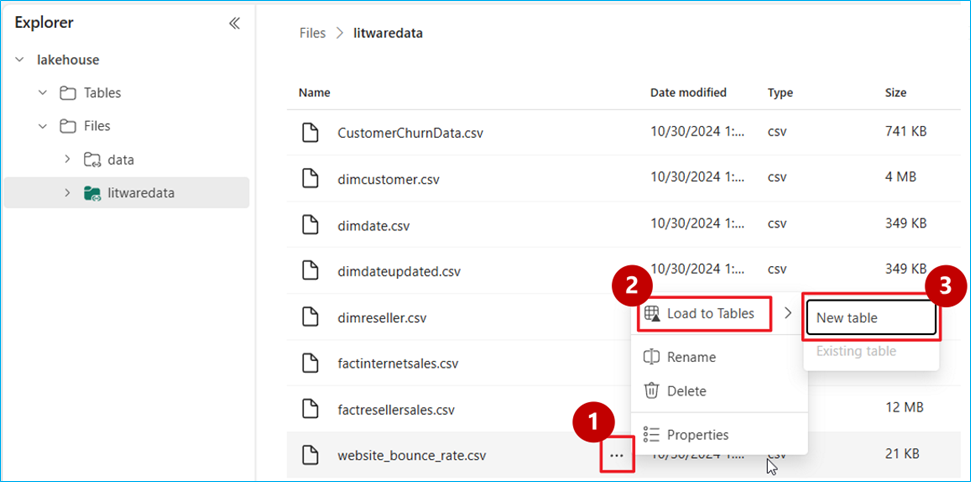 Explorer
lakehouse
Tables
Files
data
litwaredata
Files > litwaredata
Name Date modified Type Size
CustomerChurnData.csv 10/30/2024 1:... csv 741 KB
dimcustomer.csv 10/30/2024 1:... csv 4 MB
dimdate.csv 10/30/2024 1:... csv 349 KB
dimdateupdated.csv 10/30/2024 1:... csv 349 KB
dimreseller.csv
factinternetsales.csv
factresellersales.csv 12 MB
website_bounce_rate.csv ... 10/30/2024 1:... csv 21 KB
1
2
Load to Tables
Rename
Delete
Properties
3
New table
Existing table